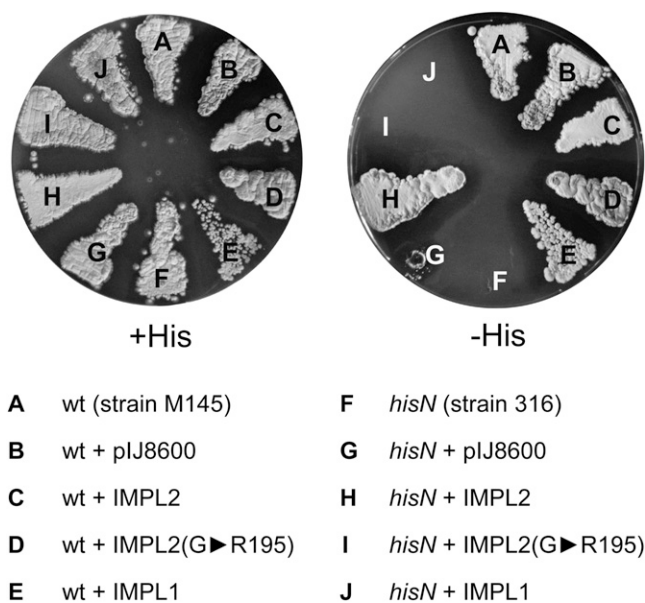 A
J
B
I
C
H
D
G
F
E
A
J
B
I
C
H
D
G
F
E
+His
-His
A wt (strain M145)
B wt + pIJ8600
C wt + IMPL2
D wt + IMPL2(G►R195)
E wt + IMPL1
F hisN (strain 316)
G hisN + pIJ8600
H hisN + IMPL2
I hisN + IMPL2(G►R195)
J hisN + IMPL1